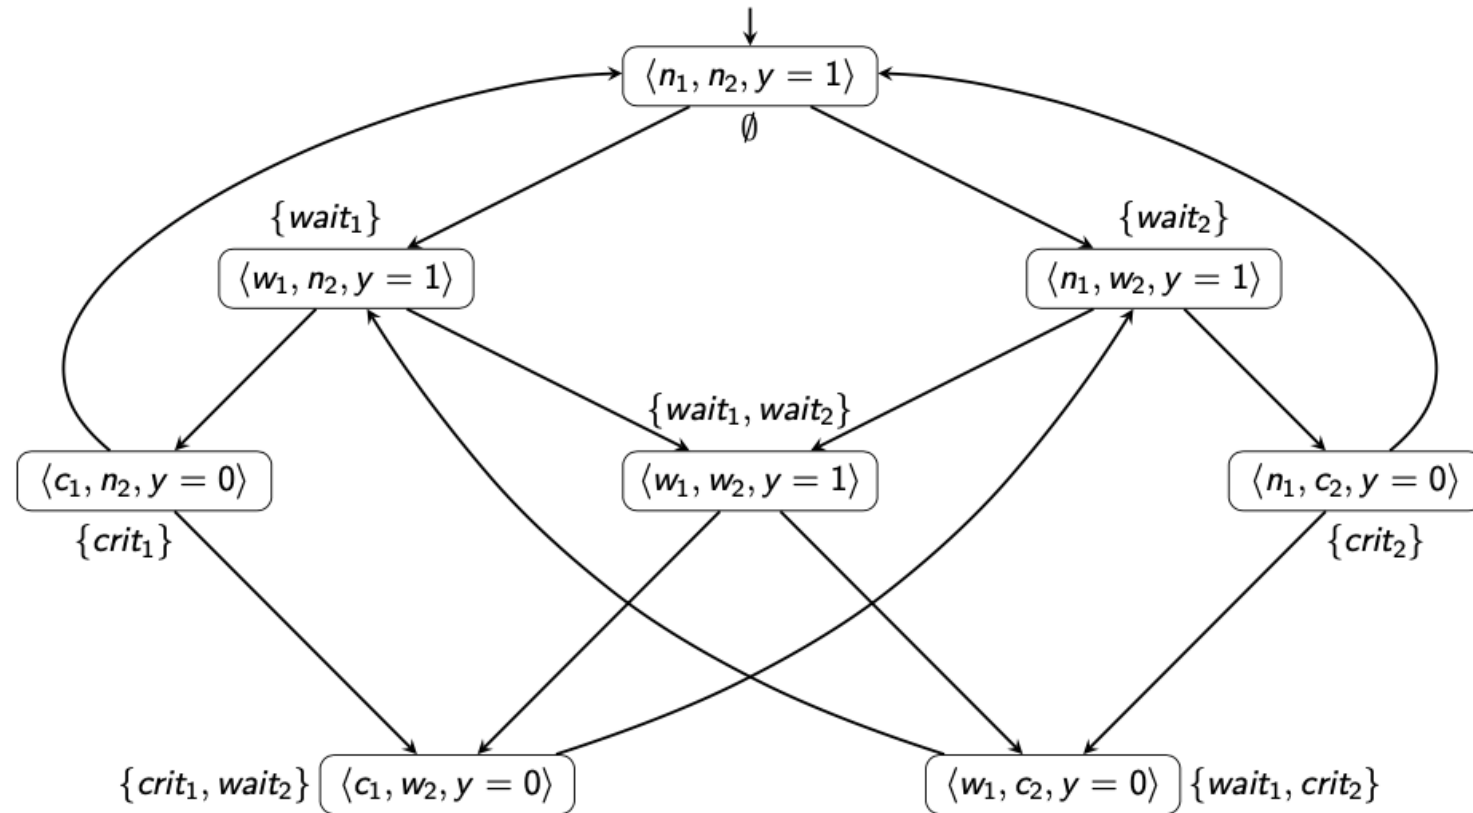 ⟨n₁, n₂, y = 1⟩
∅
{wait₁}
{wait₂}
⟨w₁, n₂, y = 1⟩
⟨n₁, w₂, y = 1⟩
{wait₁, wait₂}
⟨c₁, n₂, y = 0⟩
⟨w₁, w₂, y = 1⟩
⟨n₁, c₂, y = 0⟩
{crit₁}
{crit₂}
{crit₁, wait₂}
⟨c₁, w₂, y = 0⟩
⟨w₁, c₂, y = 0⟩
{wait₁, crit₂}